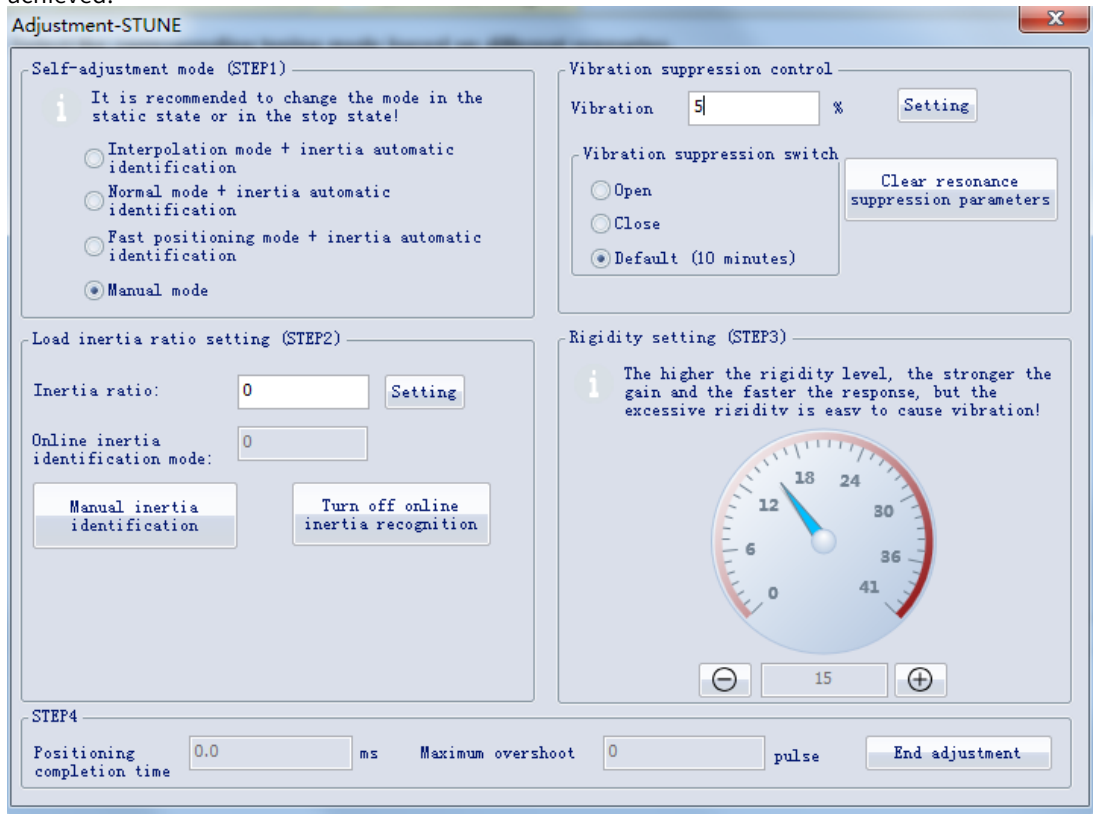 achieved.
Adjustment-STUNE
Self-adjustment mode (STEP1)
It is recommended to change the mode in the
static state or in the stop state!
Interpolation mode + inertia automatic
identification
Normal mode + inertia automatic
identification
Fast positioning mode + inertia automatic
identification
Manual mode
Vibration suppression control
Vibration 5 % Setting
Vibration suppression switch
Open
Close
Default (10 minutes)
Clear resonance
suppression parameters
Load inertia ratio setting (STEP2)
Inertia ratio: 0 Setting
Online inertia
identification mode:
0
Manual inertia
identification
Turn off online
inertia recognition
Rigidity setting (STEP3)
The higher the rigidity level, the stronger the
gain and the faster the response, but the
excessive rigidity is easy to cause vibration!
0
6
12
18
24
30
36
41
15
STEP4
Positioning
completion time
0.0 ms Maximum overshoot 0 pulse End adjustment